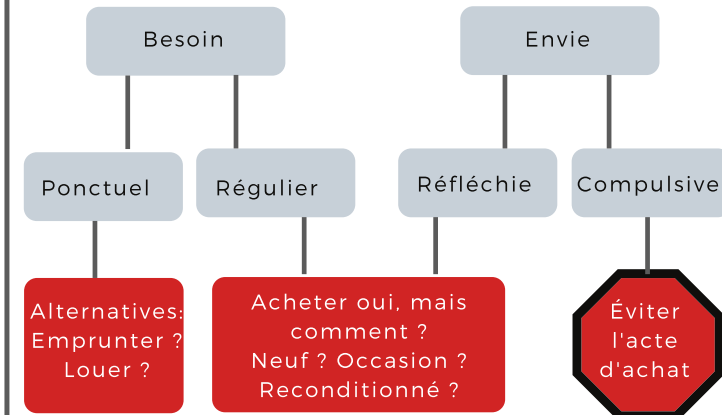 Besoin
Envie
Ponctuel
Régulier
Réfléchie
Compulsive
Alternatives:
Emprunter ?
Louer ?
Acheter oui, mais
comment ?
Neuf ? Occasion ?
Reconditionné ?
Éviter
l'acte
d'achat